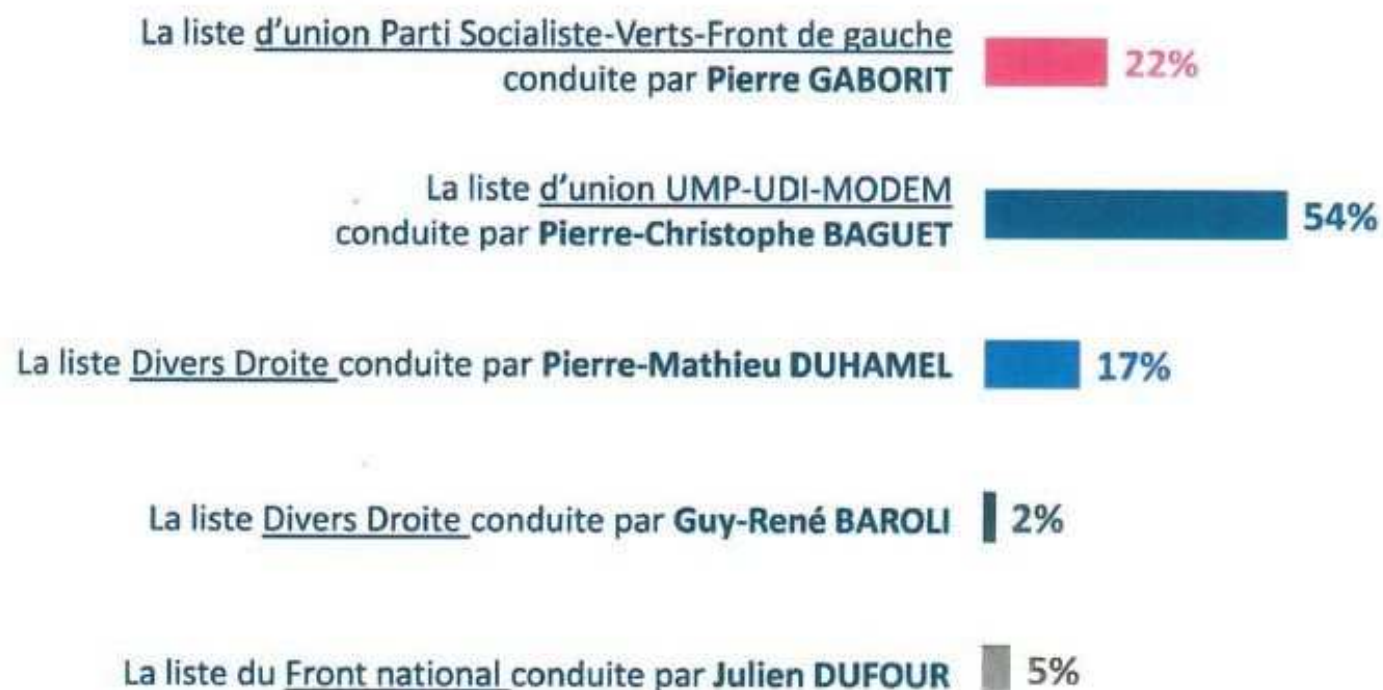 La liste d'union Parti Socialiste-Verts-Front de gauche
conduite par Pierre GABORIT
22%
La liste d'union UMP-UDI-MODEM
conduite par Pierre-Christophe BAGUET
54%
La liste Divers Droite conduite par Pierre-Mathieu DUHAMEL
17%
La liste Divers Droite conduite par Guy-René BAROLI
2%
La liste du Front national conduite par Julien DUFOUR
5%